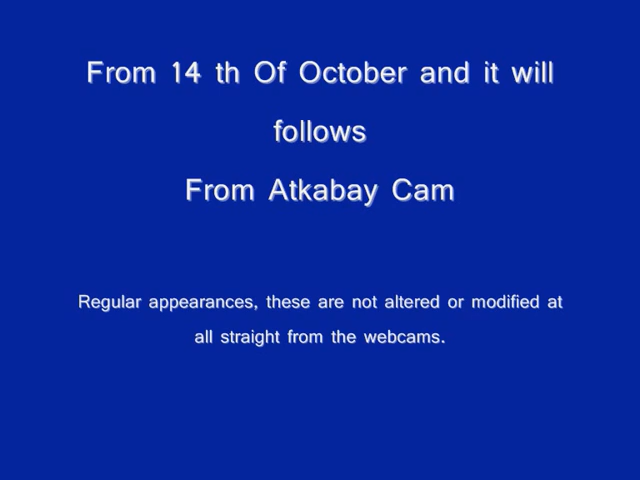 From 14 th Of October and it will
follows
From Atkabay Cam
Regular appearances, these are not altered or modified at
all straight from the webcams.